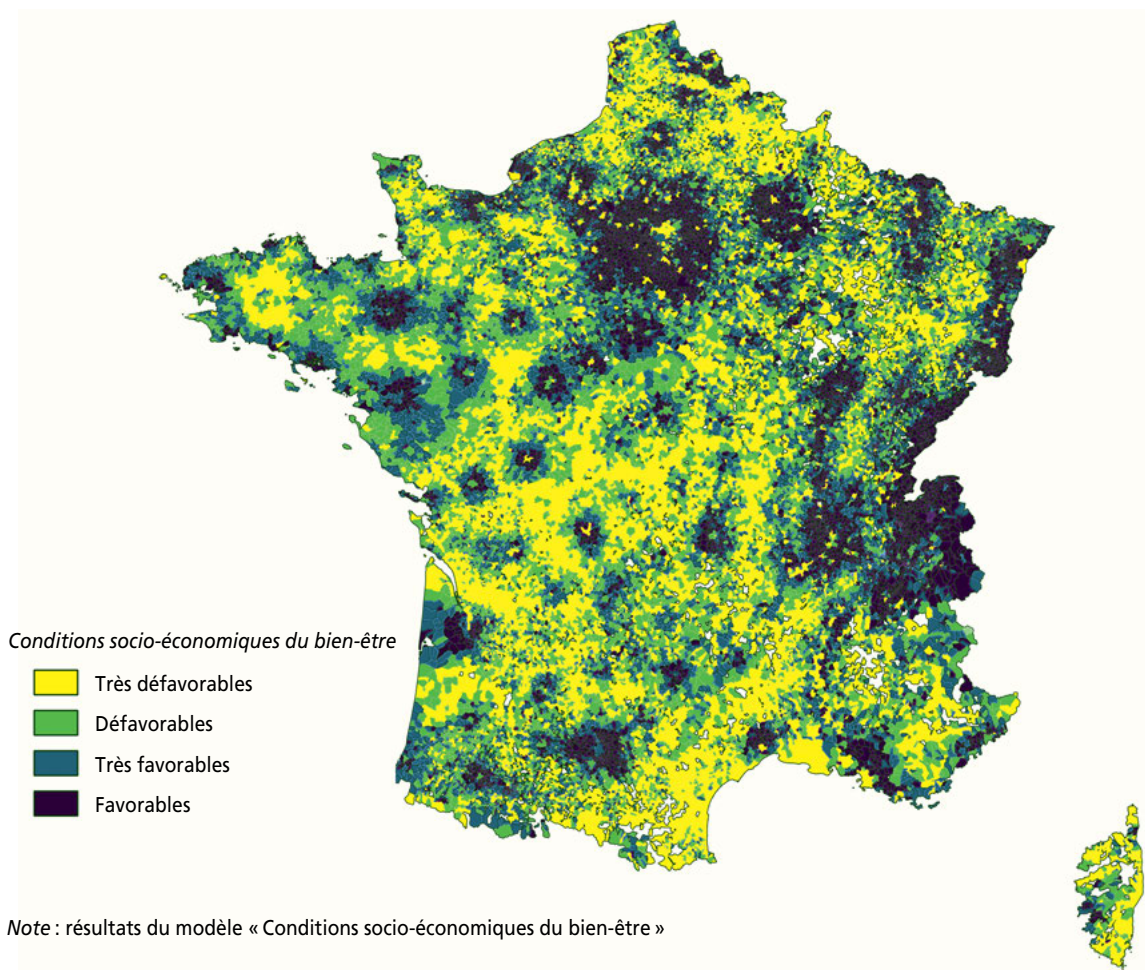 Conditions socio-économiques du bien-être
Très défavorables
Défavorables
Très favorables
Favorables
Note : résultats du modèle « Conditions socio-économiques du bien-être »